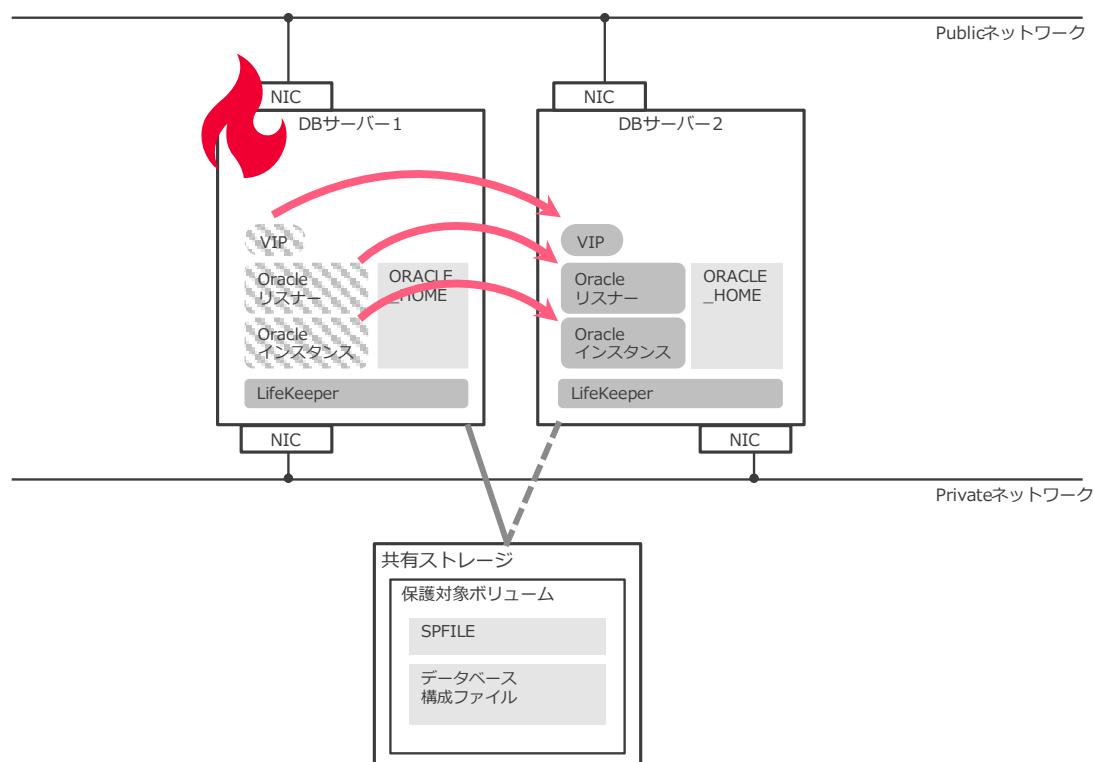 Publicネットワーク
NIC
NIC
DBサーバー1
DBサーバー2
VIP
VIP
Oracle
リスナー
ORACLE
_HOME
Oracle
リスナー
ORACLE
_HOME
Oracle
インスタンス
Oracle
インスタンス
LifeKeeper
LifeKeeper
NIC
NIC
Privateネットワーク
共有ストレージ
保護対象ボリューム
SPFILE
データベース
構成ファイル